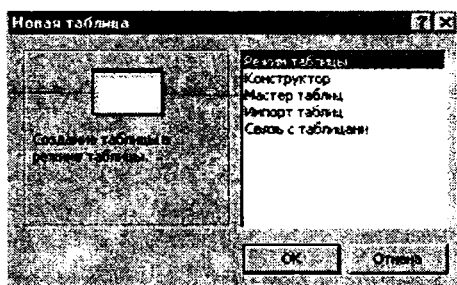 Новая таблица
Режим таблицы
Конструктор
Мастер таблиц
Импорт таблиц
Связь с таблицами
Создание таблицы в
режиме таблицы.
ОК
Отмена